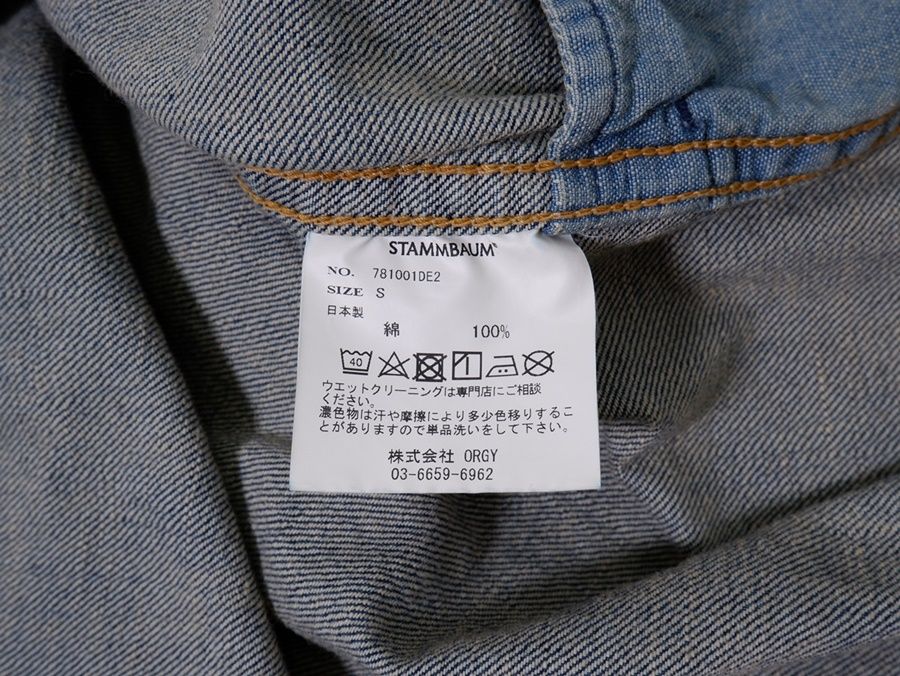 STAMMBAUM®
NO. 781001DE2
SIZE S
日本製
綿 100%
40
ウエットクリーニングは専門店にご相談
ください。
濃色物は汗や摩擦により多少色移りするこ
とがありますので単品洗いをして下さい。
株式会社 ORGY
03-6659-6962